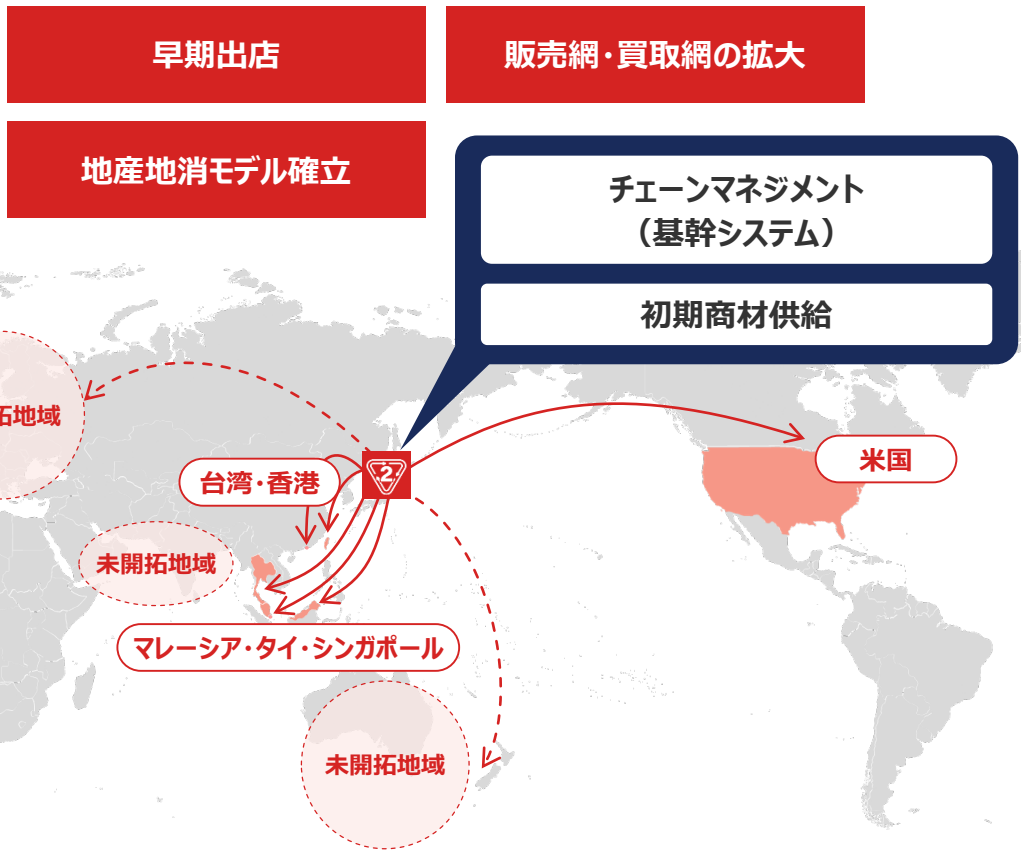 早期出店
販売網・買取網の拡大
地産地消モデル確立
チェーンマネジメント
（基幹システム）
初期商材供給
拓地域
台湾・香港
2
米国
未開拓地域
マレーシア・タイ・シンガポール
未開拓地域